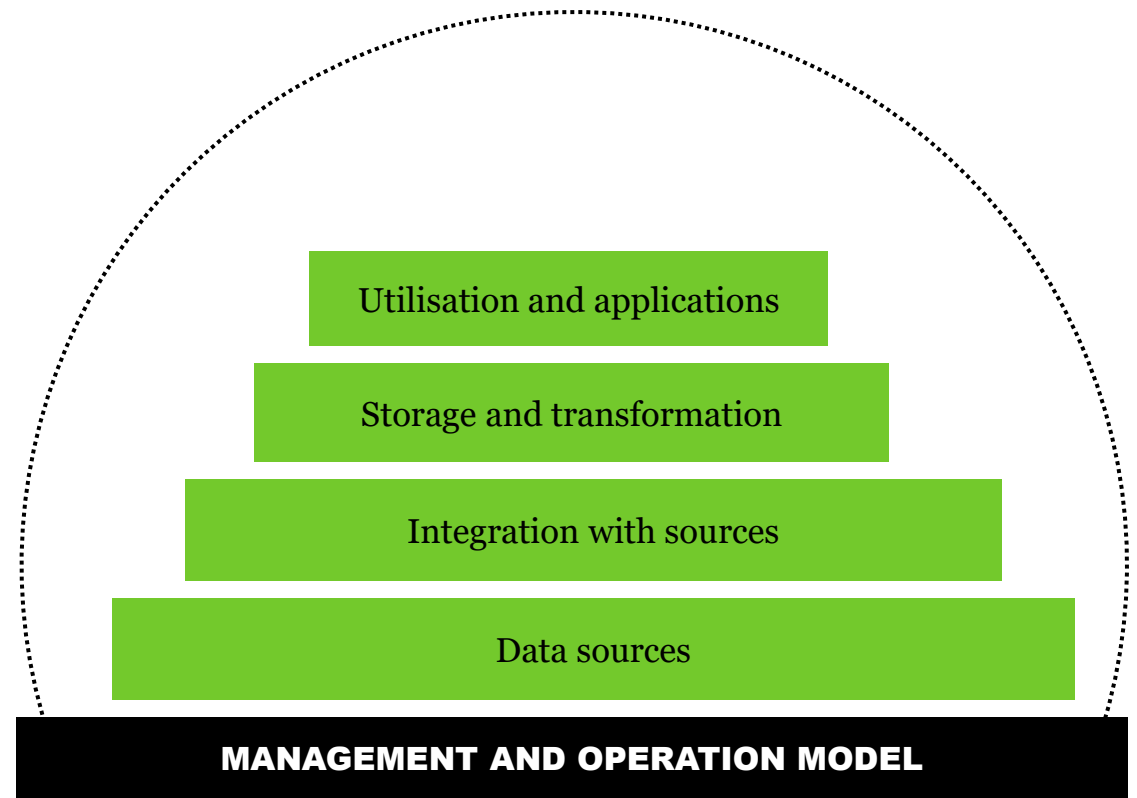 Utilisation and applications
Storage and transformation
Integration with sources
Data sources
MANAGEMENT AND OPERATION MODEL